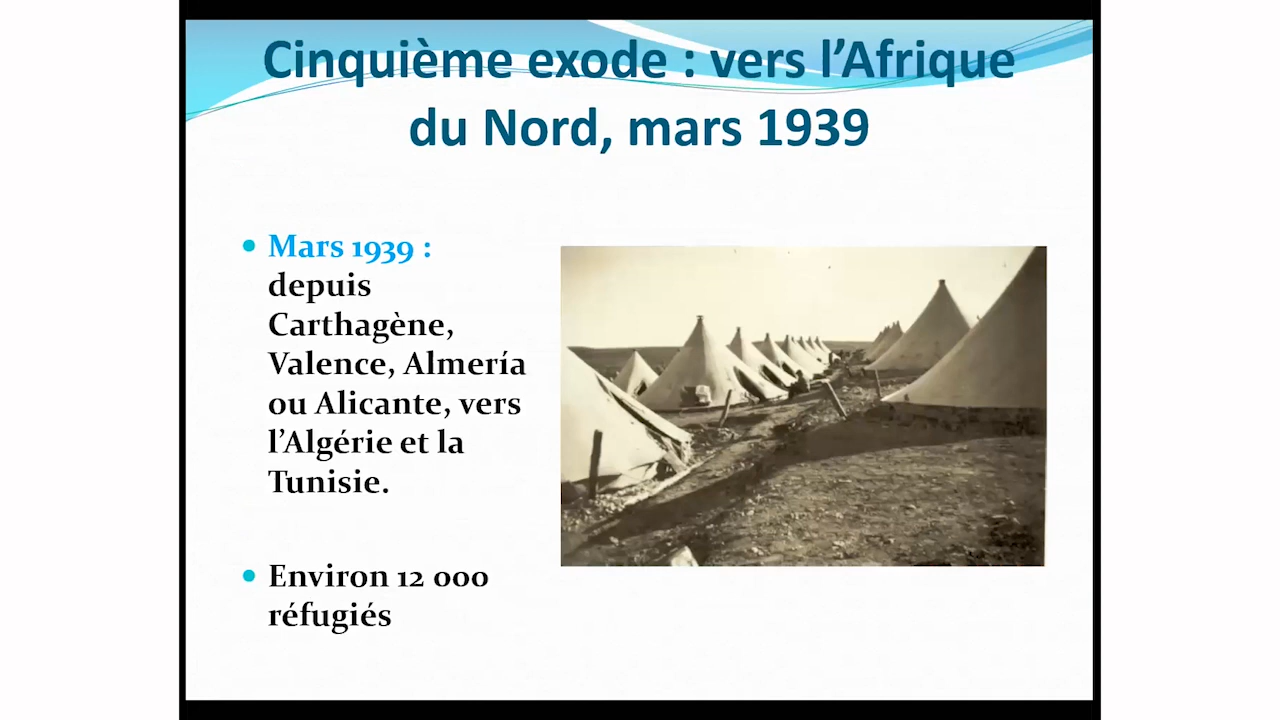 Cinquième exode : vers l’Afrique
du Nord, mars 1939
• Mars 1939 :
depuis
Carthagène,
Valence, Almería
ou Alicante, vers
l’Algérie et la
Tunisie.
• Environ 12 000
réfugiés